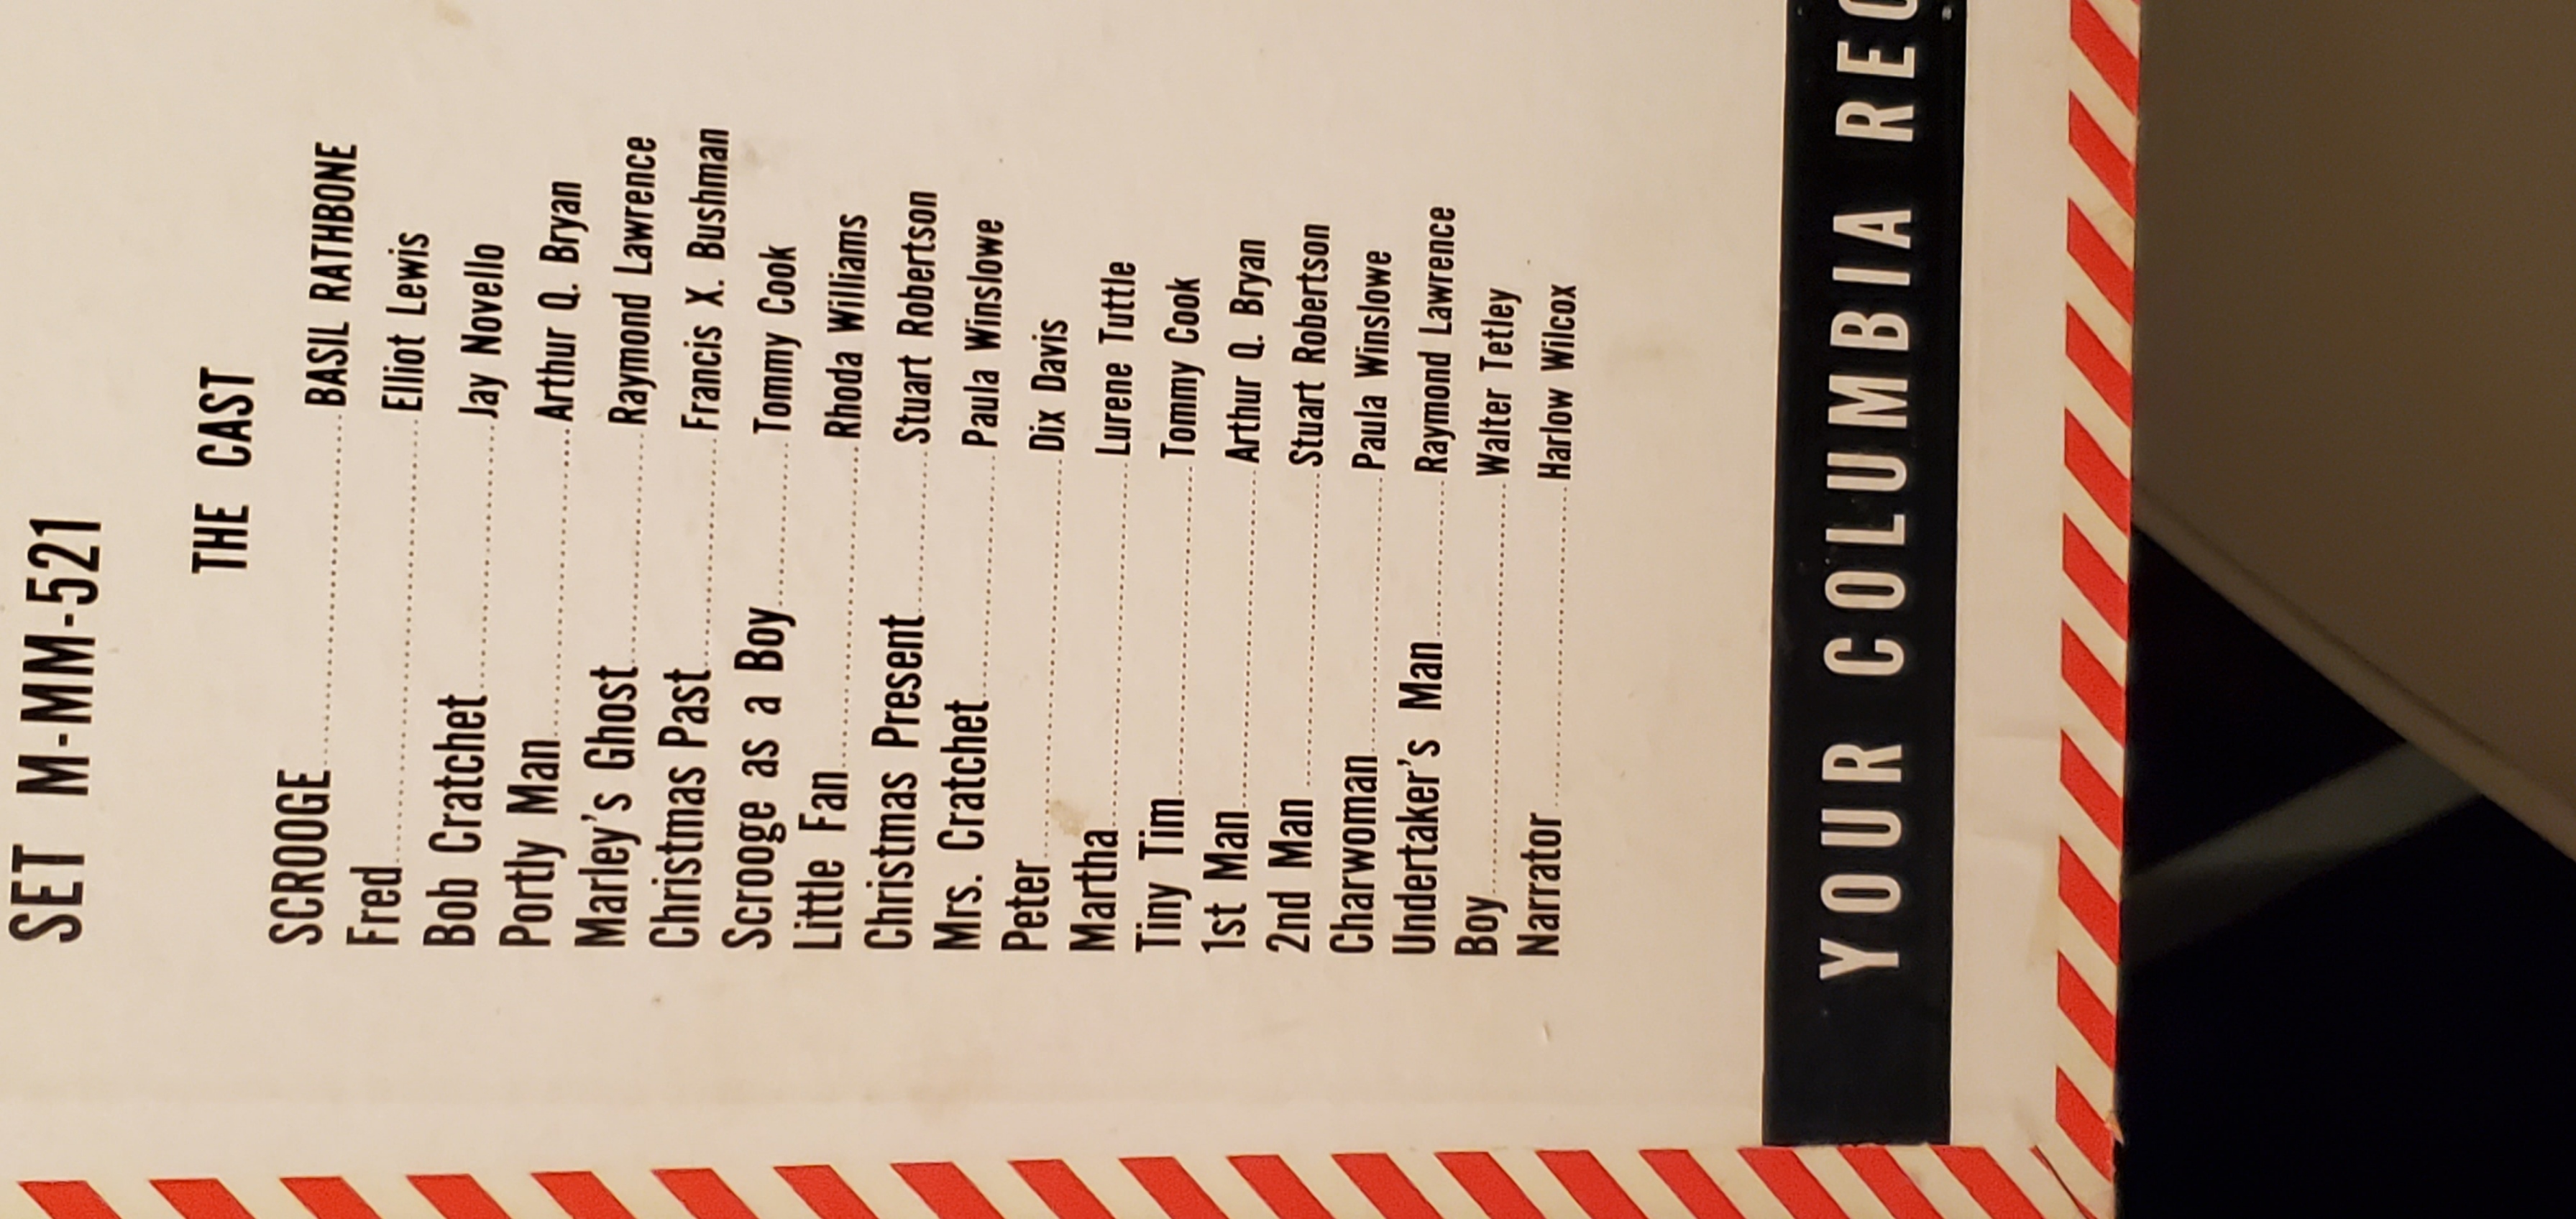 SET M-MM-521
THE CAST
SCROOGE BASIL RATHBONE
Fred Elliot Lewis
Bob Cratchet Jay Novello
Portly Man Arthur Q. Bryan
Marley's Ghost Raymond Lawrence
Christmas Past Francis X. Bushman
Scrooge as a Boy Tommy Cook
Little Fan Rhoda Williams
Christmas Present Stuart Robertson
Mrs. Cratchet Paula Winslowe
Peter Dix Davis
Martha Lurene Tuttle
Tiny Tim Tommy Cook
1st Man Arthur Q. Bryan
2nd Man Stuart Robertson
Charwoman Paula Winslowe
Undertaker's Man Raymond Lawrence
Boy Walter Tetley
Narrator Harlow Wilcox
YOUR COLUMBIA